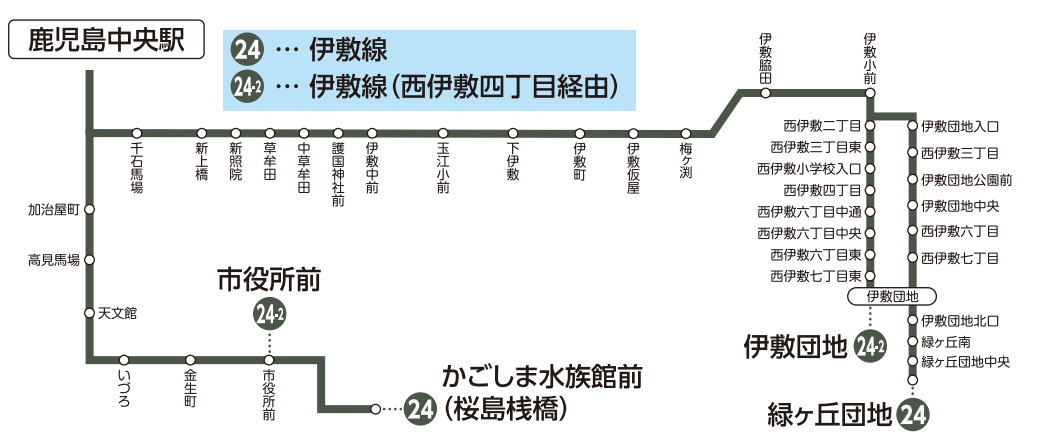 鹿児島中央駅
24 … 伊敷線
24-2 … 伊敷線（西伊敷四丁目経由）
千石馬場
新上橋
新照院
草牟田
中草牟田
護国神社前
伊敷中前
玉江小前
下伊敷
伊敷町
伊敷仮屋
梅ヶ渕
伊敷脇田
伊敷小前
西伊敷二丁目
西伊敷三丁目東
西伊敷小学校入口
西伊敷四丁目
西伊敷六丁目中通
西伊敷六丁目中央
西伊敷六丁目東
西伊敷七丁目東
伊敷団地入口
西伊敷三丁目
伊敷団地公園前
伊敷団地中央
西伊敷六丁目
西伊敷七丁目
伊敷団地
伊敷団地 24-2
伊敷団地北口
緑ヶ丘南
緑ヶ丘団地中央
緑ヶ丘団地 24
加治屋町
高見馬場
天文館
いづろ
金生町
市役所前
市役所前
24-2
かごしま水族館前
（桜島桟橋）
24